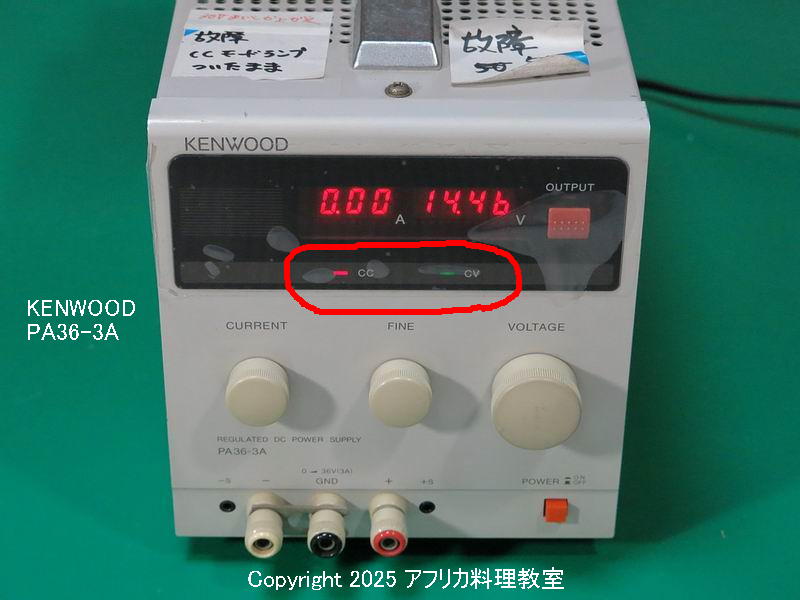 故障
CCモードランプ
ついたまま
故障
KENWOOD
0.00 A 14.46 V
OUTPUT
CC CV
KENWOOD
PA36-3A
CURRENT FINE VOLTAGE
REGULATED DC POWER SUPPLY
PA36-3A
0 → 36V(3A)
-S - GND + +S
POWER ON
OFF
Copyright 2025 アフリカ料理教室